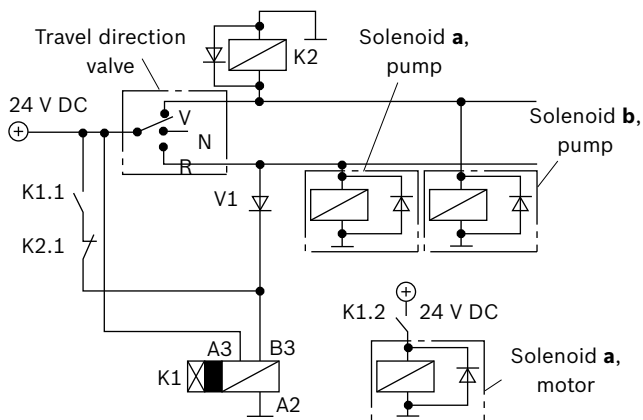 Travel direction
valve
K2
Solenoid a,
pump
24 V DC
V
N
R
Solenoid b,
pump
K1.1
V1
K2.1
K1.2
24 V DC
A3
B3
K1
A2
Solenoid a,
motor